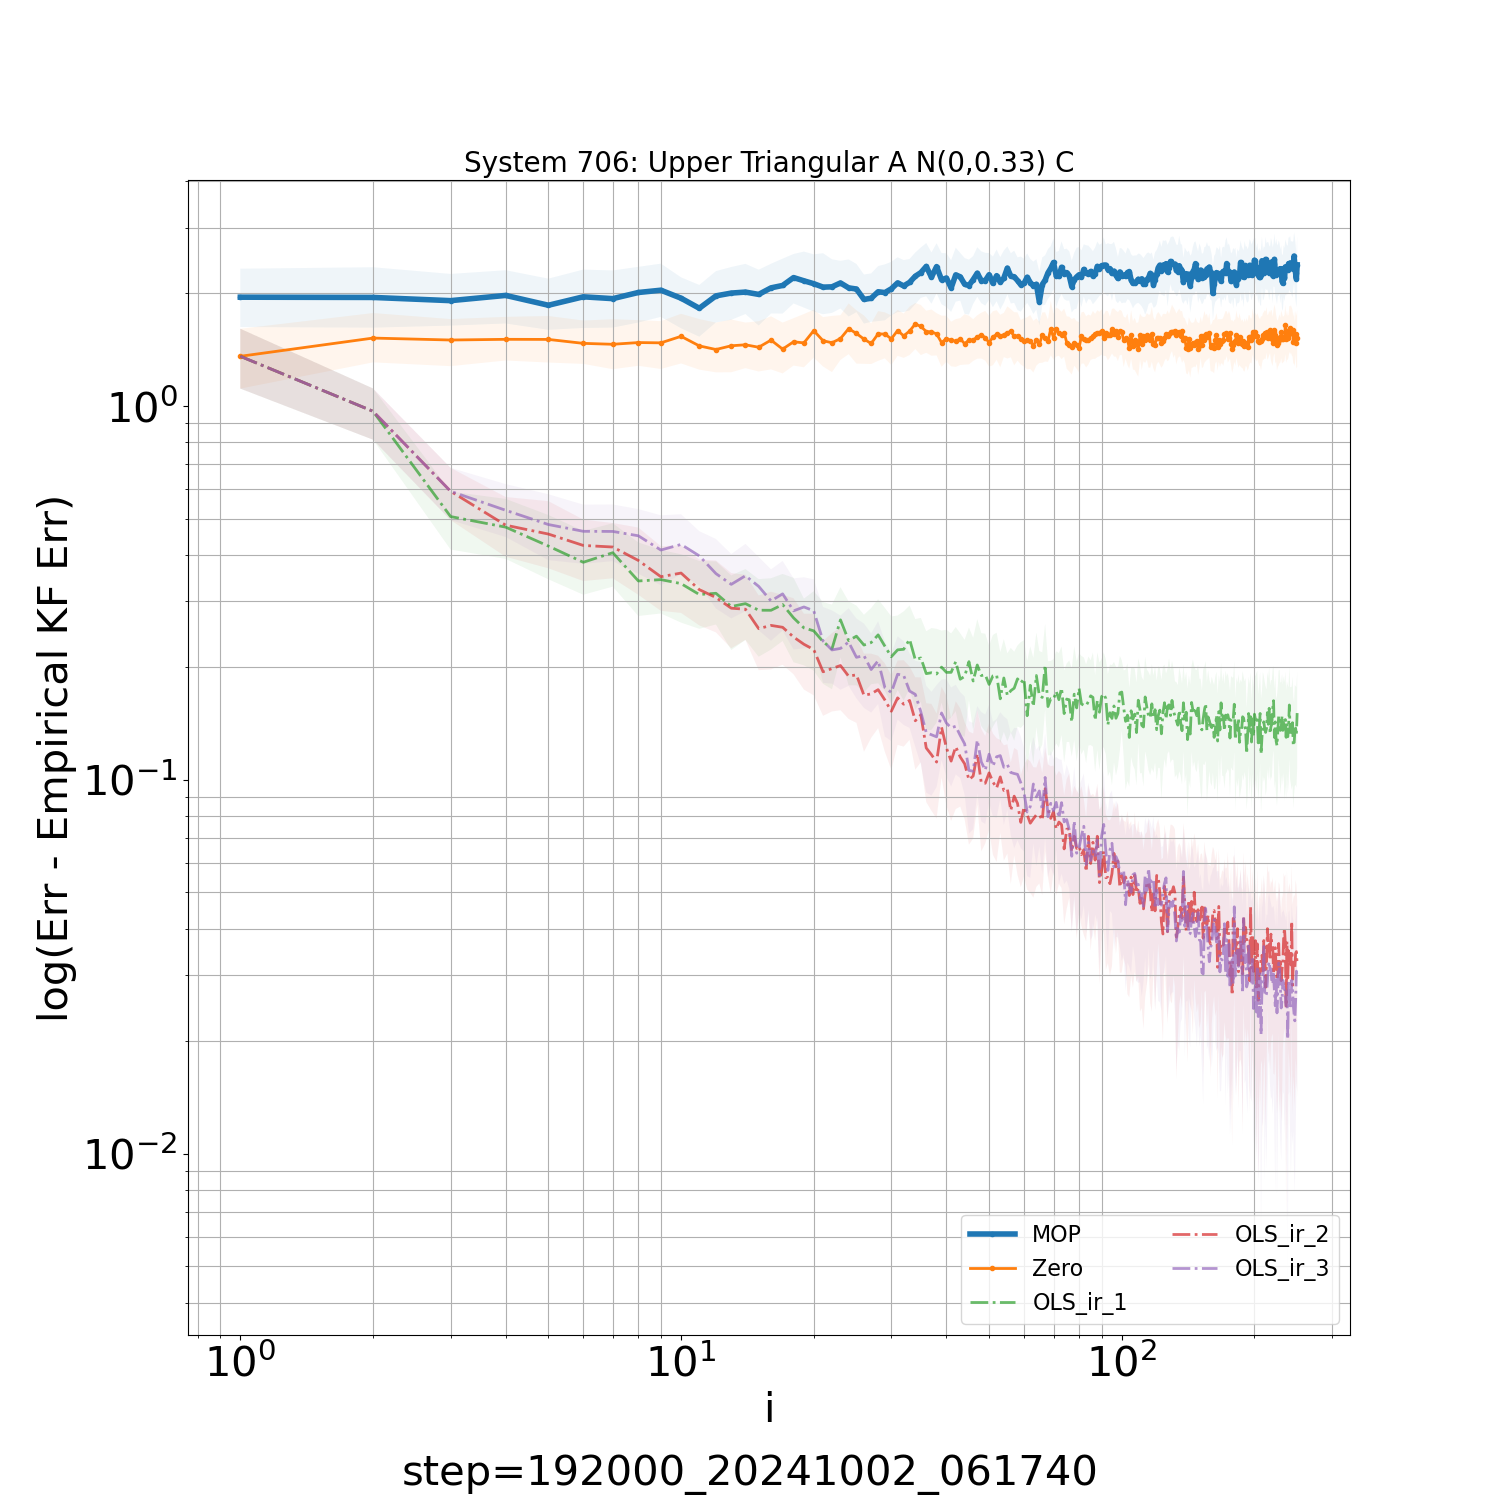 System 706: Upper Triangular A N(0,0.33) C
log(Err - Empirical KF Err)
10⁰
10⁻¹
10⁻²
MOP
Zero
OLS_ir_1
OLS_ir_2
OLS_ir_3
10⁰ 10¹ 10²
i
step=192000_20241002_061740